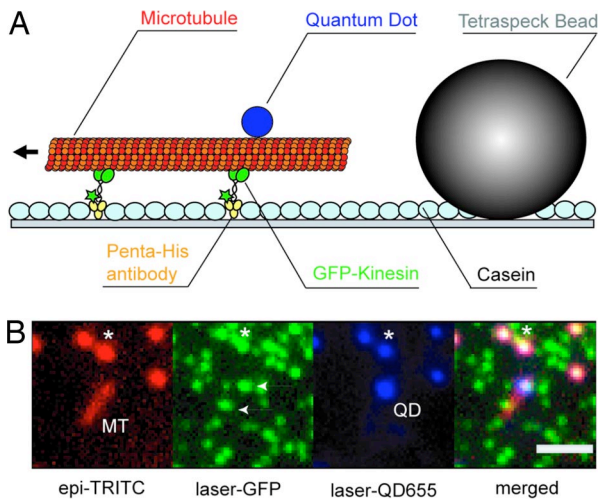 A
Microtubule
Quantum Dot
Tetraspeck Bead
Penta-His
antibody
GFP-Kinesin
Casein
B
*
*
*
*
MT
QD
epi-TRITC
laser-GFP
laser-QD655
merged